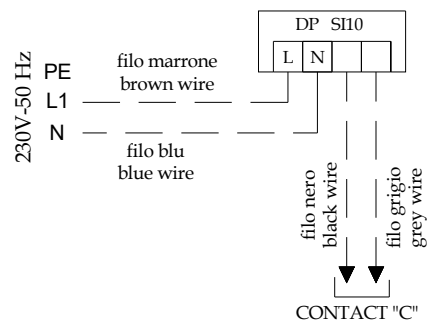 DP SI10
L N
230V-50 Hz
PE
L1
N
filo marrone
brown wire
filo blu
blue wire
filo nero
black wire
filo grigio
grey wire
CONTACT "C"